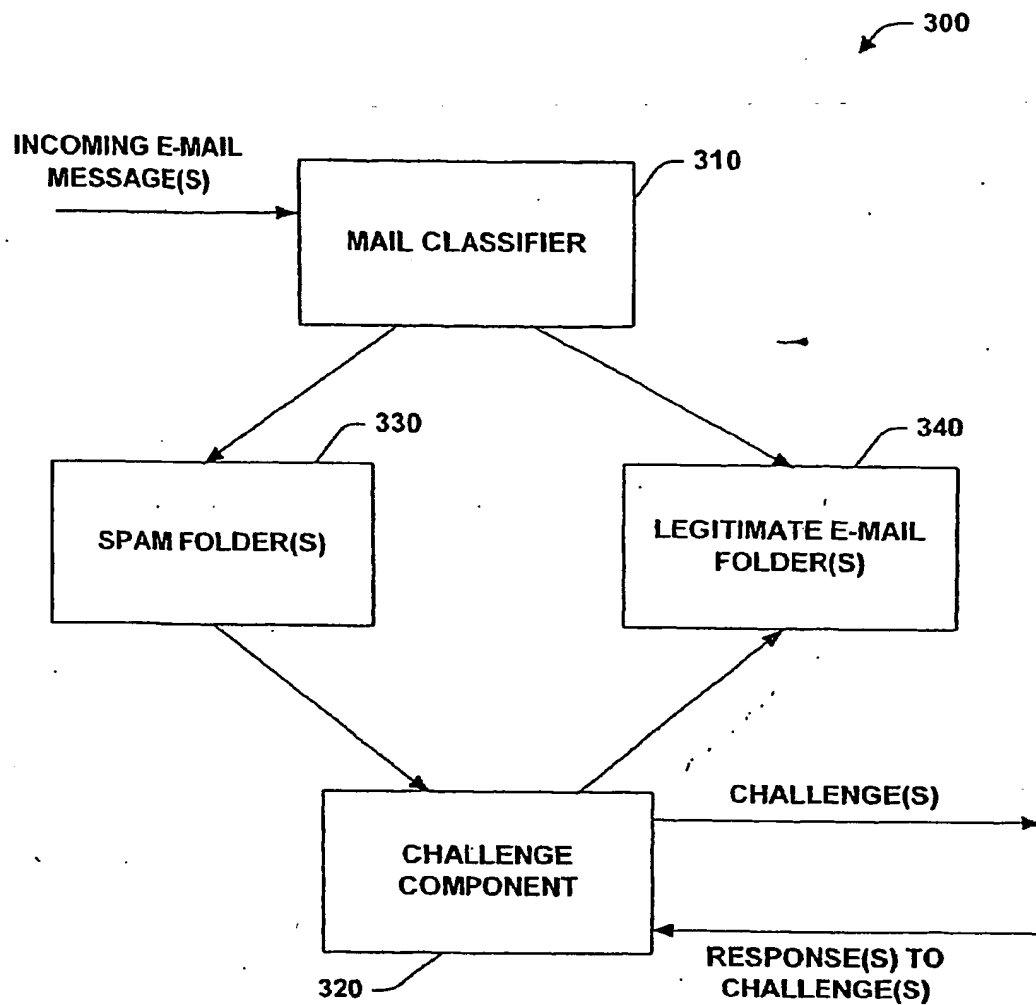 300
INCOMING E-MAIL
MESSAGE(S)
310
MAIL CLASSIFIER
330
340
SPAM FOLDER(S)
LEGITIMATE E-MAIL
FOLDER(S)
CHALLENGE(S)
CHALLENGE
COMPONENT
RESPONSE(S) TO
CHALLENGE(S)
320